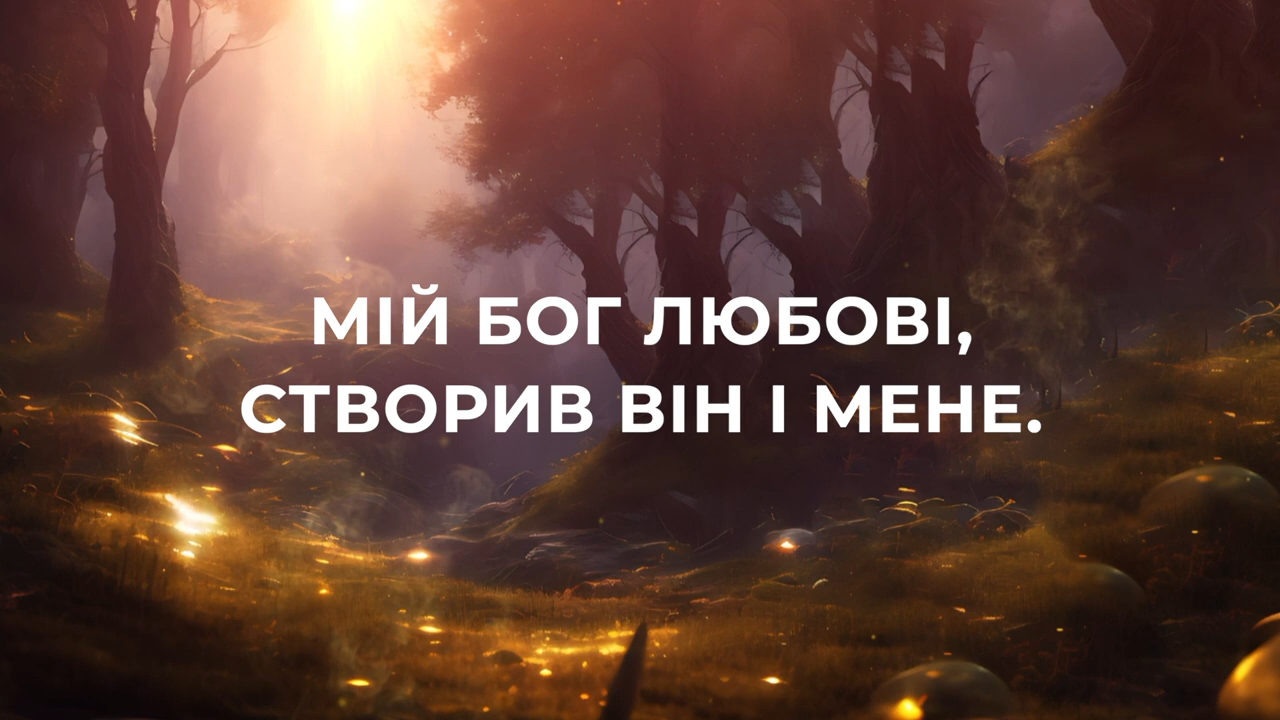 МІЙ БОГ ЛЮБОВІ,
СТВОРИВ ВІН І МЕНЕ.